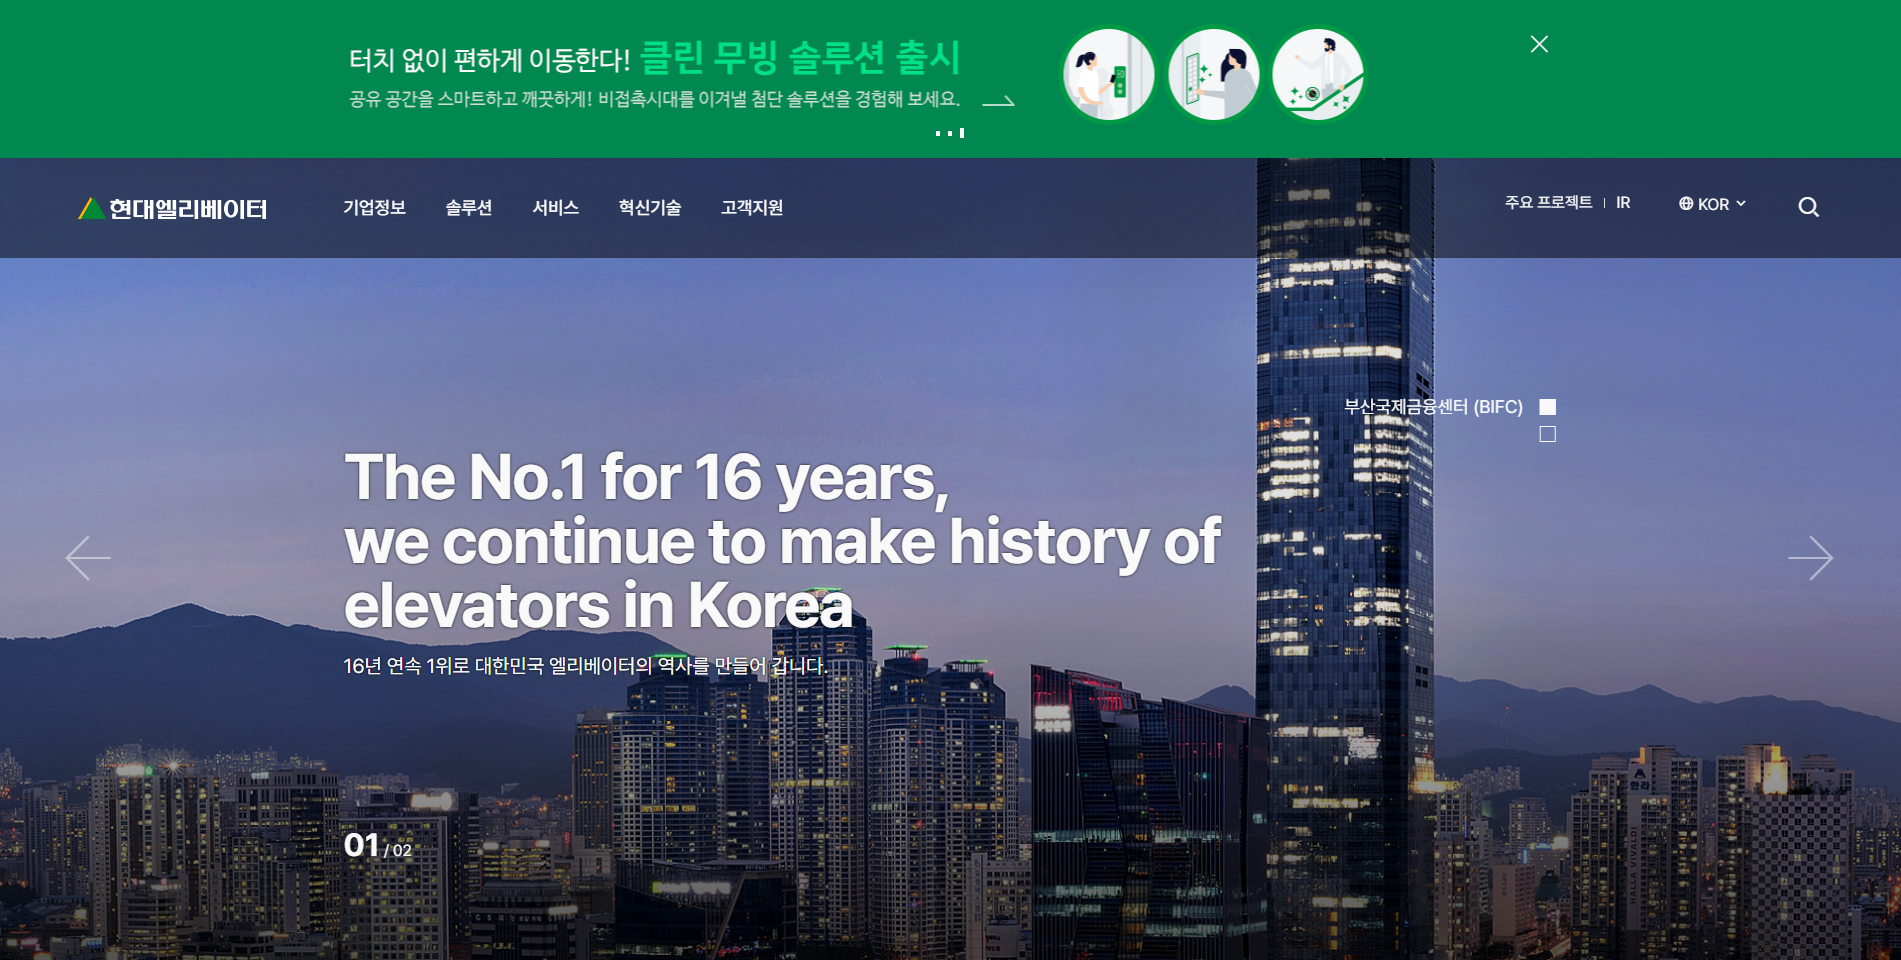 터치 없이 편하게 이동한다! 클린 무빙 솔루션 출시
공유 공간을 스마트하고 깨끗하게! 비접촉시대를 이겨낼 첨단 솔루션을 경험해 보세요.
현대엘리베이터
기업정보 솔루션 서비스 혁신기술 고객지원
주요 프로젝트 IR KOR
부산국제금융센터 (BIFC)
The No.1 for 16 years,
we continue to make history of
elevators in Korea
16년 연속 1위로 대한민국 엘리베이터의 역사를 만들어 갑니다.
01 / 02
한라
HALLA VIVALDI